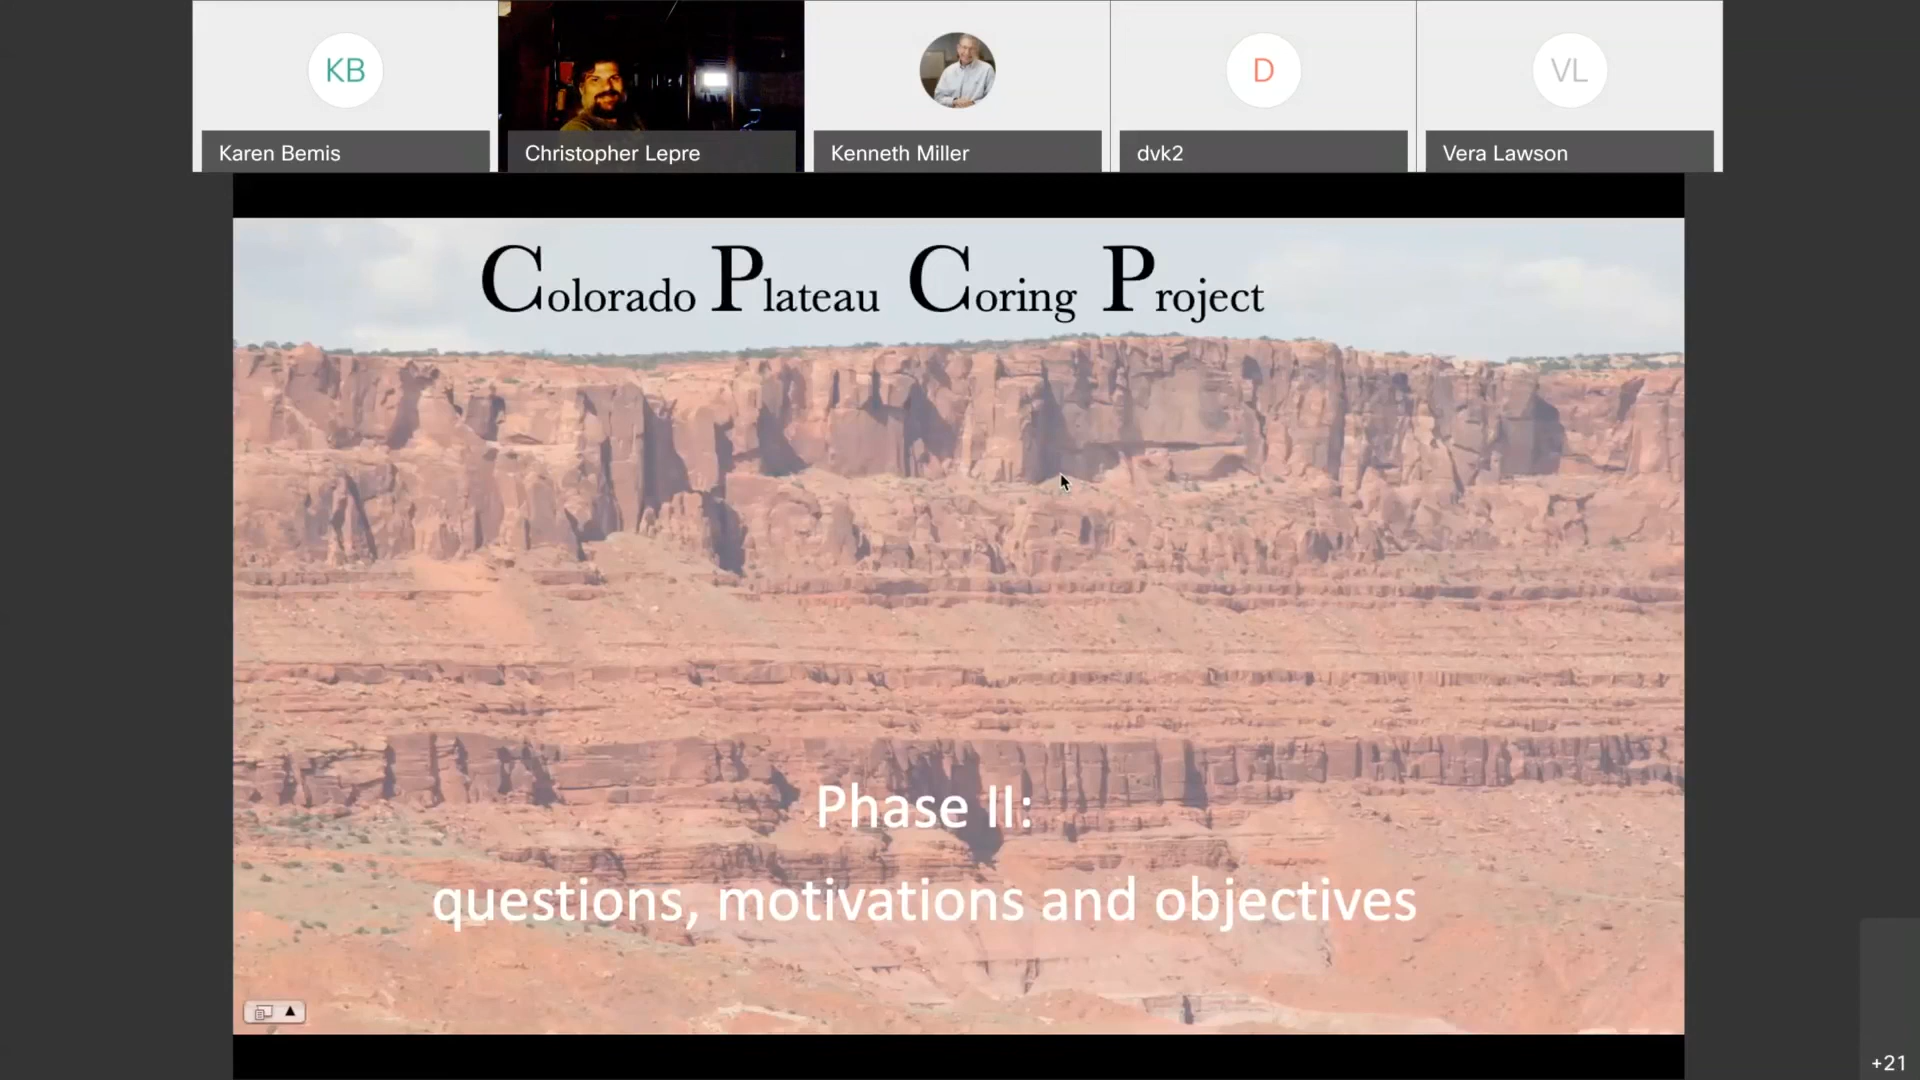 KB
D
VL
Karen Bemis
Christopher Lepre
Kenneth Miller
dvk2
Vera Lawson
Colorado Plateau Coring Project
Phase II:
questions, motivations and objectives
+21